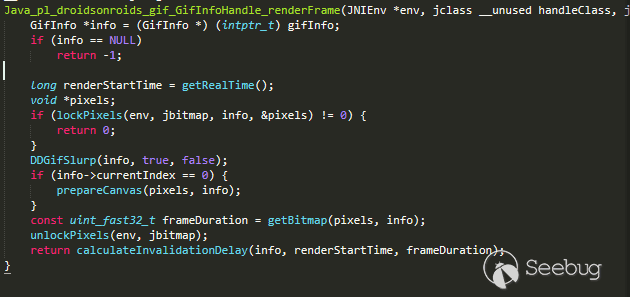 Java_pl_droidsonroids_gif_GifInfoHandle_renderFrame(JNIEnv *env, jclass __unused handleClass, j
GifInfo *info = (GifInfo *) (intptr_t) gifInfo;
if (info == NULL)
return -1;
long renderStartTime = getRealTime();
void *pixels;
if (lockPixels(env, jbitmap, info, &pixels) != 0) {
return 0;
}
DDGifSlurp(info, true, false);
if (info->currentIndex == 0) {
prepareCanvas(pixels, info);
}
const uint_fast32_t frameDuration = getBitmap(pixels, info);
unlockPixels(env, jbitmap);
return calculateInvalidationDelay(info, renderStartTime, frameDuration);
}
Seebug